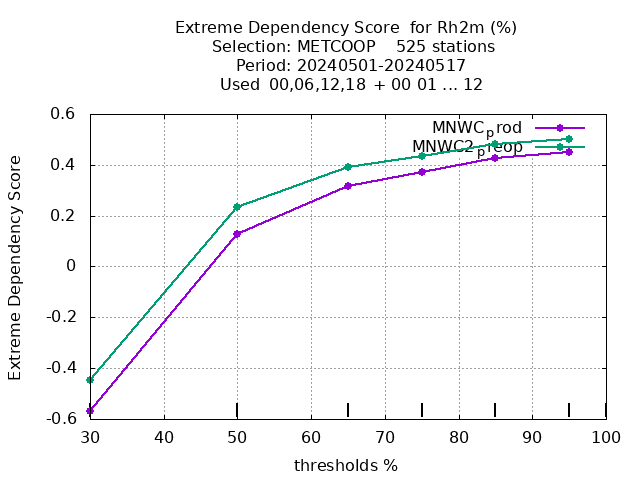 Extreme Dependency Score for Rh2m (%)
Selection: METCOOP 525 stations
Period: 20240501-20240517
Used 00,06,12,18 + 00 01 ... 12
MNWCprod
MNWC2preop
Extreme Dependency Score
0.6
0.4
0.2
0
-0.2
-0.4
-0.6
30 40 50 60 70 80 90 100
thresholds %